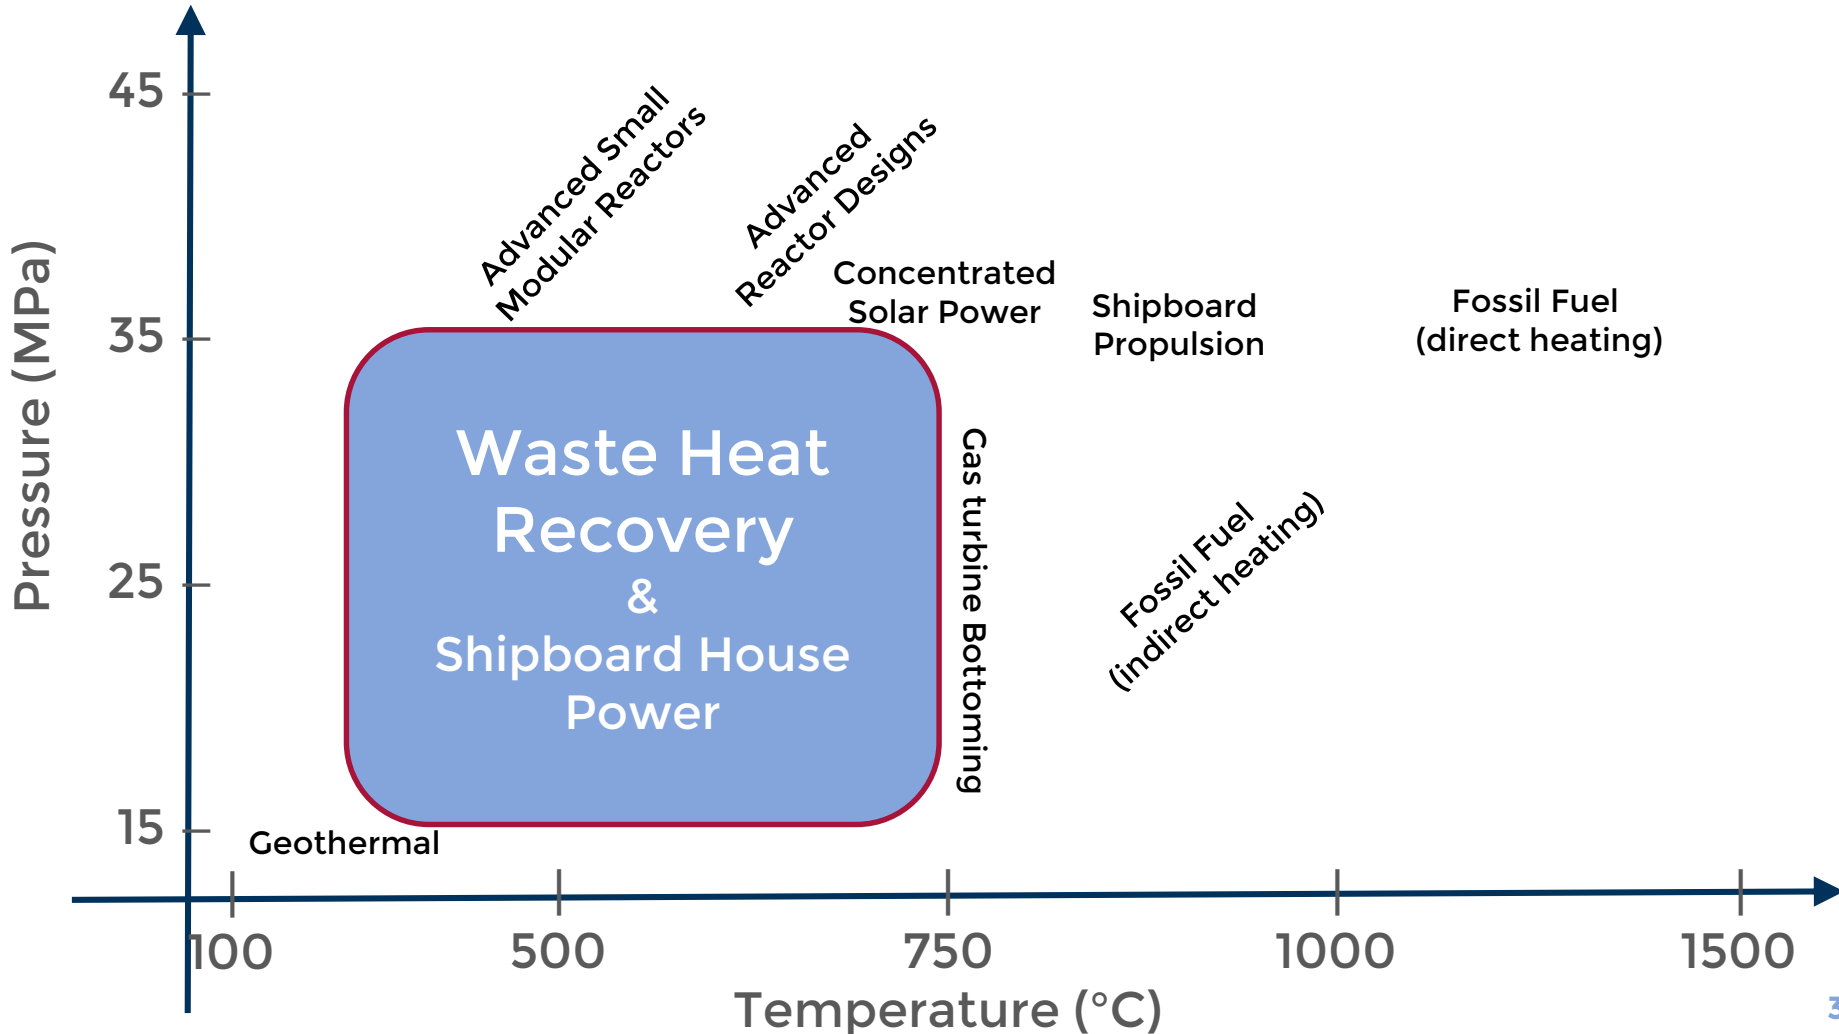 45
35
25
15
Pressure (MPa)
Advanced Small
Modular Reactors
Advanced
Reactor Designs
Concentrated
Solar Power
Shipboard
Propulsion
Fossil Fuel
(direct heating)
Waste Heat
Recovery
&
Shipboard House
Power
Gas turbine Bottoming
Fossil Fuel
(indirect heating)
Geothermal
100
500
750
1000
1500
Temperature (°C)
3